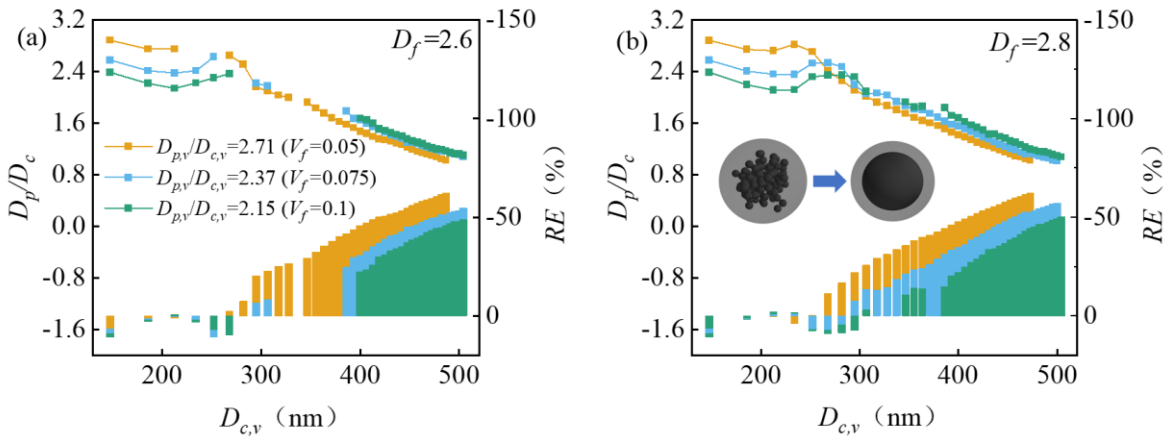 (a)
D_f=2.6
3.2
2.4
1.6
0.8
0.0
-0.8
-1.6
D_p/D_c
-150
-100
-50
0
RE（%）
D_{p,v}/D_{c,v}=2.71 (V_f=0.05)
D_{p,v}/D_{c,v}=2.37 (V_f=0.075)
D_{p,v}/D_{c,v}=2.15 (V_f=0.1)
200 300 400 500
D_{c,v}（nm）
(b)
D_f=2.8
3.2
2.4
1.6
0.8
0.0
-0.8
-1.6
D_p/D_c
-150
-100
-50
0
RE（%）
200 300 400 500
D_{c,v}（nm）